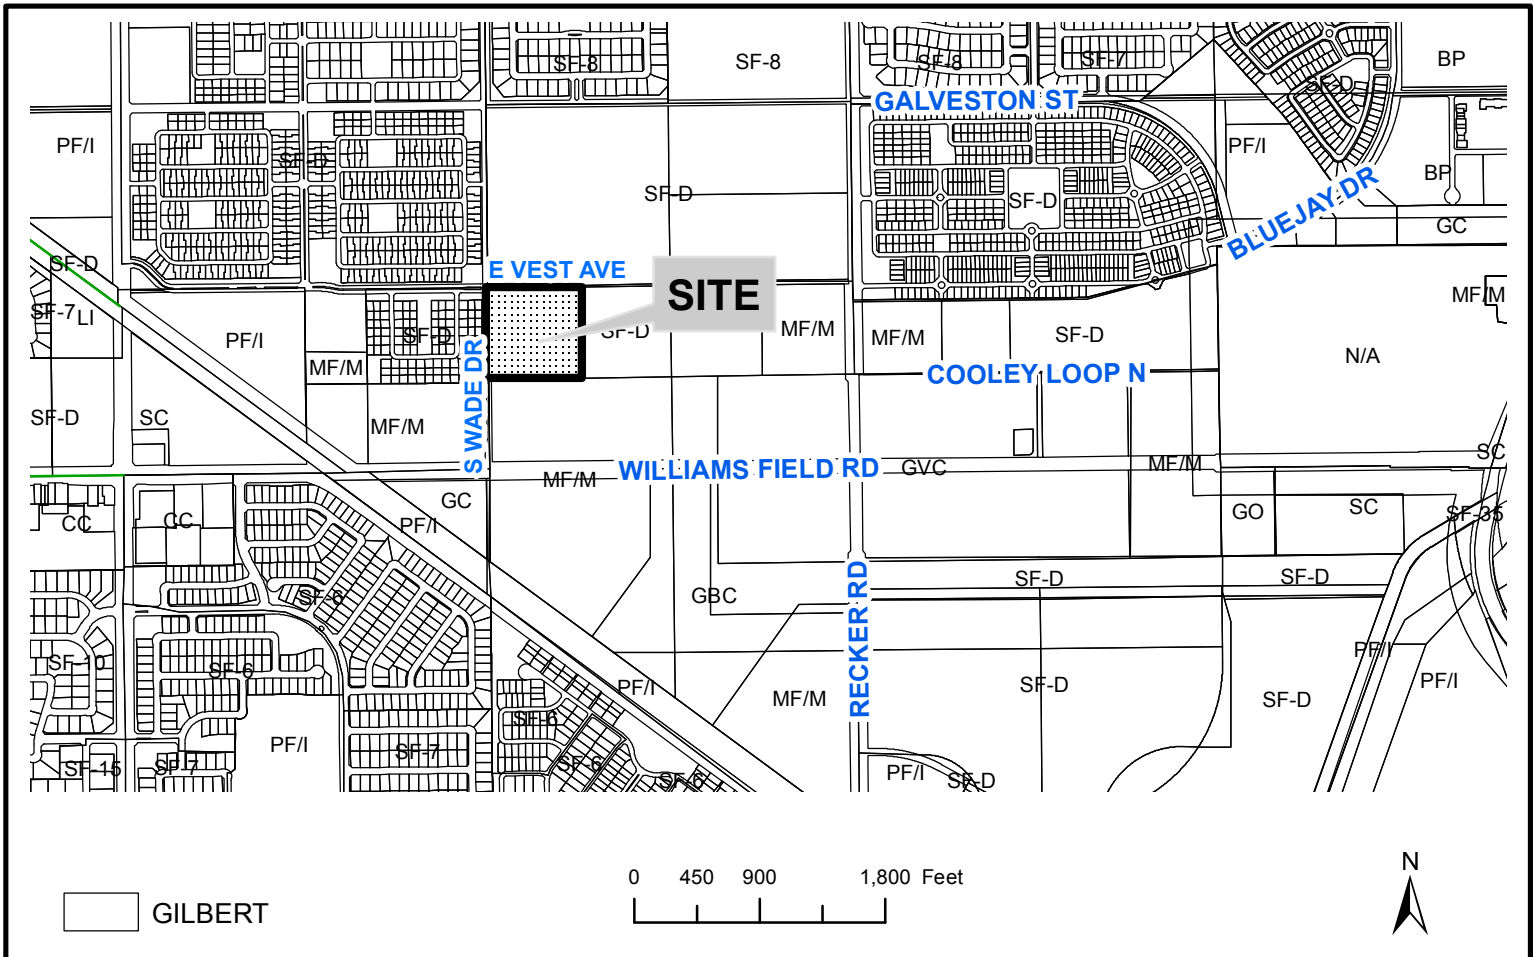 SF-8
SF-8
SF-8
SF-7
BP
SF-D
GALVESTON ST
PF/I
SF-D
PF/I
BP
SF-D
SF-D
BLUEJAY DR
GC
SF-D
E VEST AVE
SITE
MF/M
SF-7
LI
PF/I
SF-D
SF-D
MF/M
MF/M
SF-D
N/A
MF/M
S WADE DR
COOLEY LOOP N
SF-D
SC
MF/M
WILLIAMS FIELD RD
GVC
MF/M
SC
MF/M
GC
CC
CC
PF/I
GO
SC
SF-35
SF-D
SF-D
SF-6
GBC
RECKER RD
SF-10
SF-6
PF/I
PF/I
PF/I
MF/M
SF-D
SF-D
SF-6
PF/I
SF-7
SF-15
SF-7
SF-6
SF-6
PF/I
SF-D
0 450 900 1,800 Feet
N
GILBERT